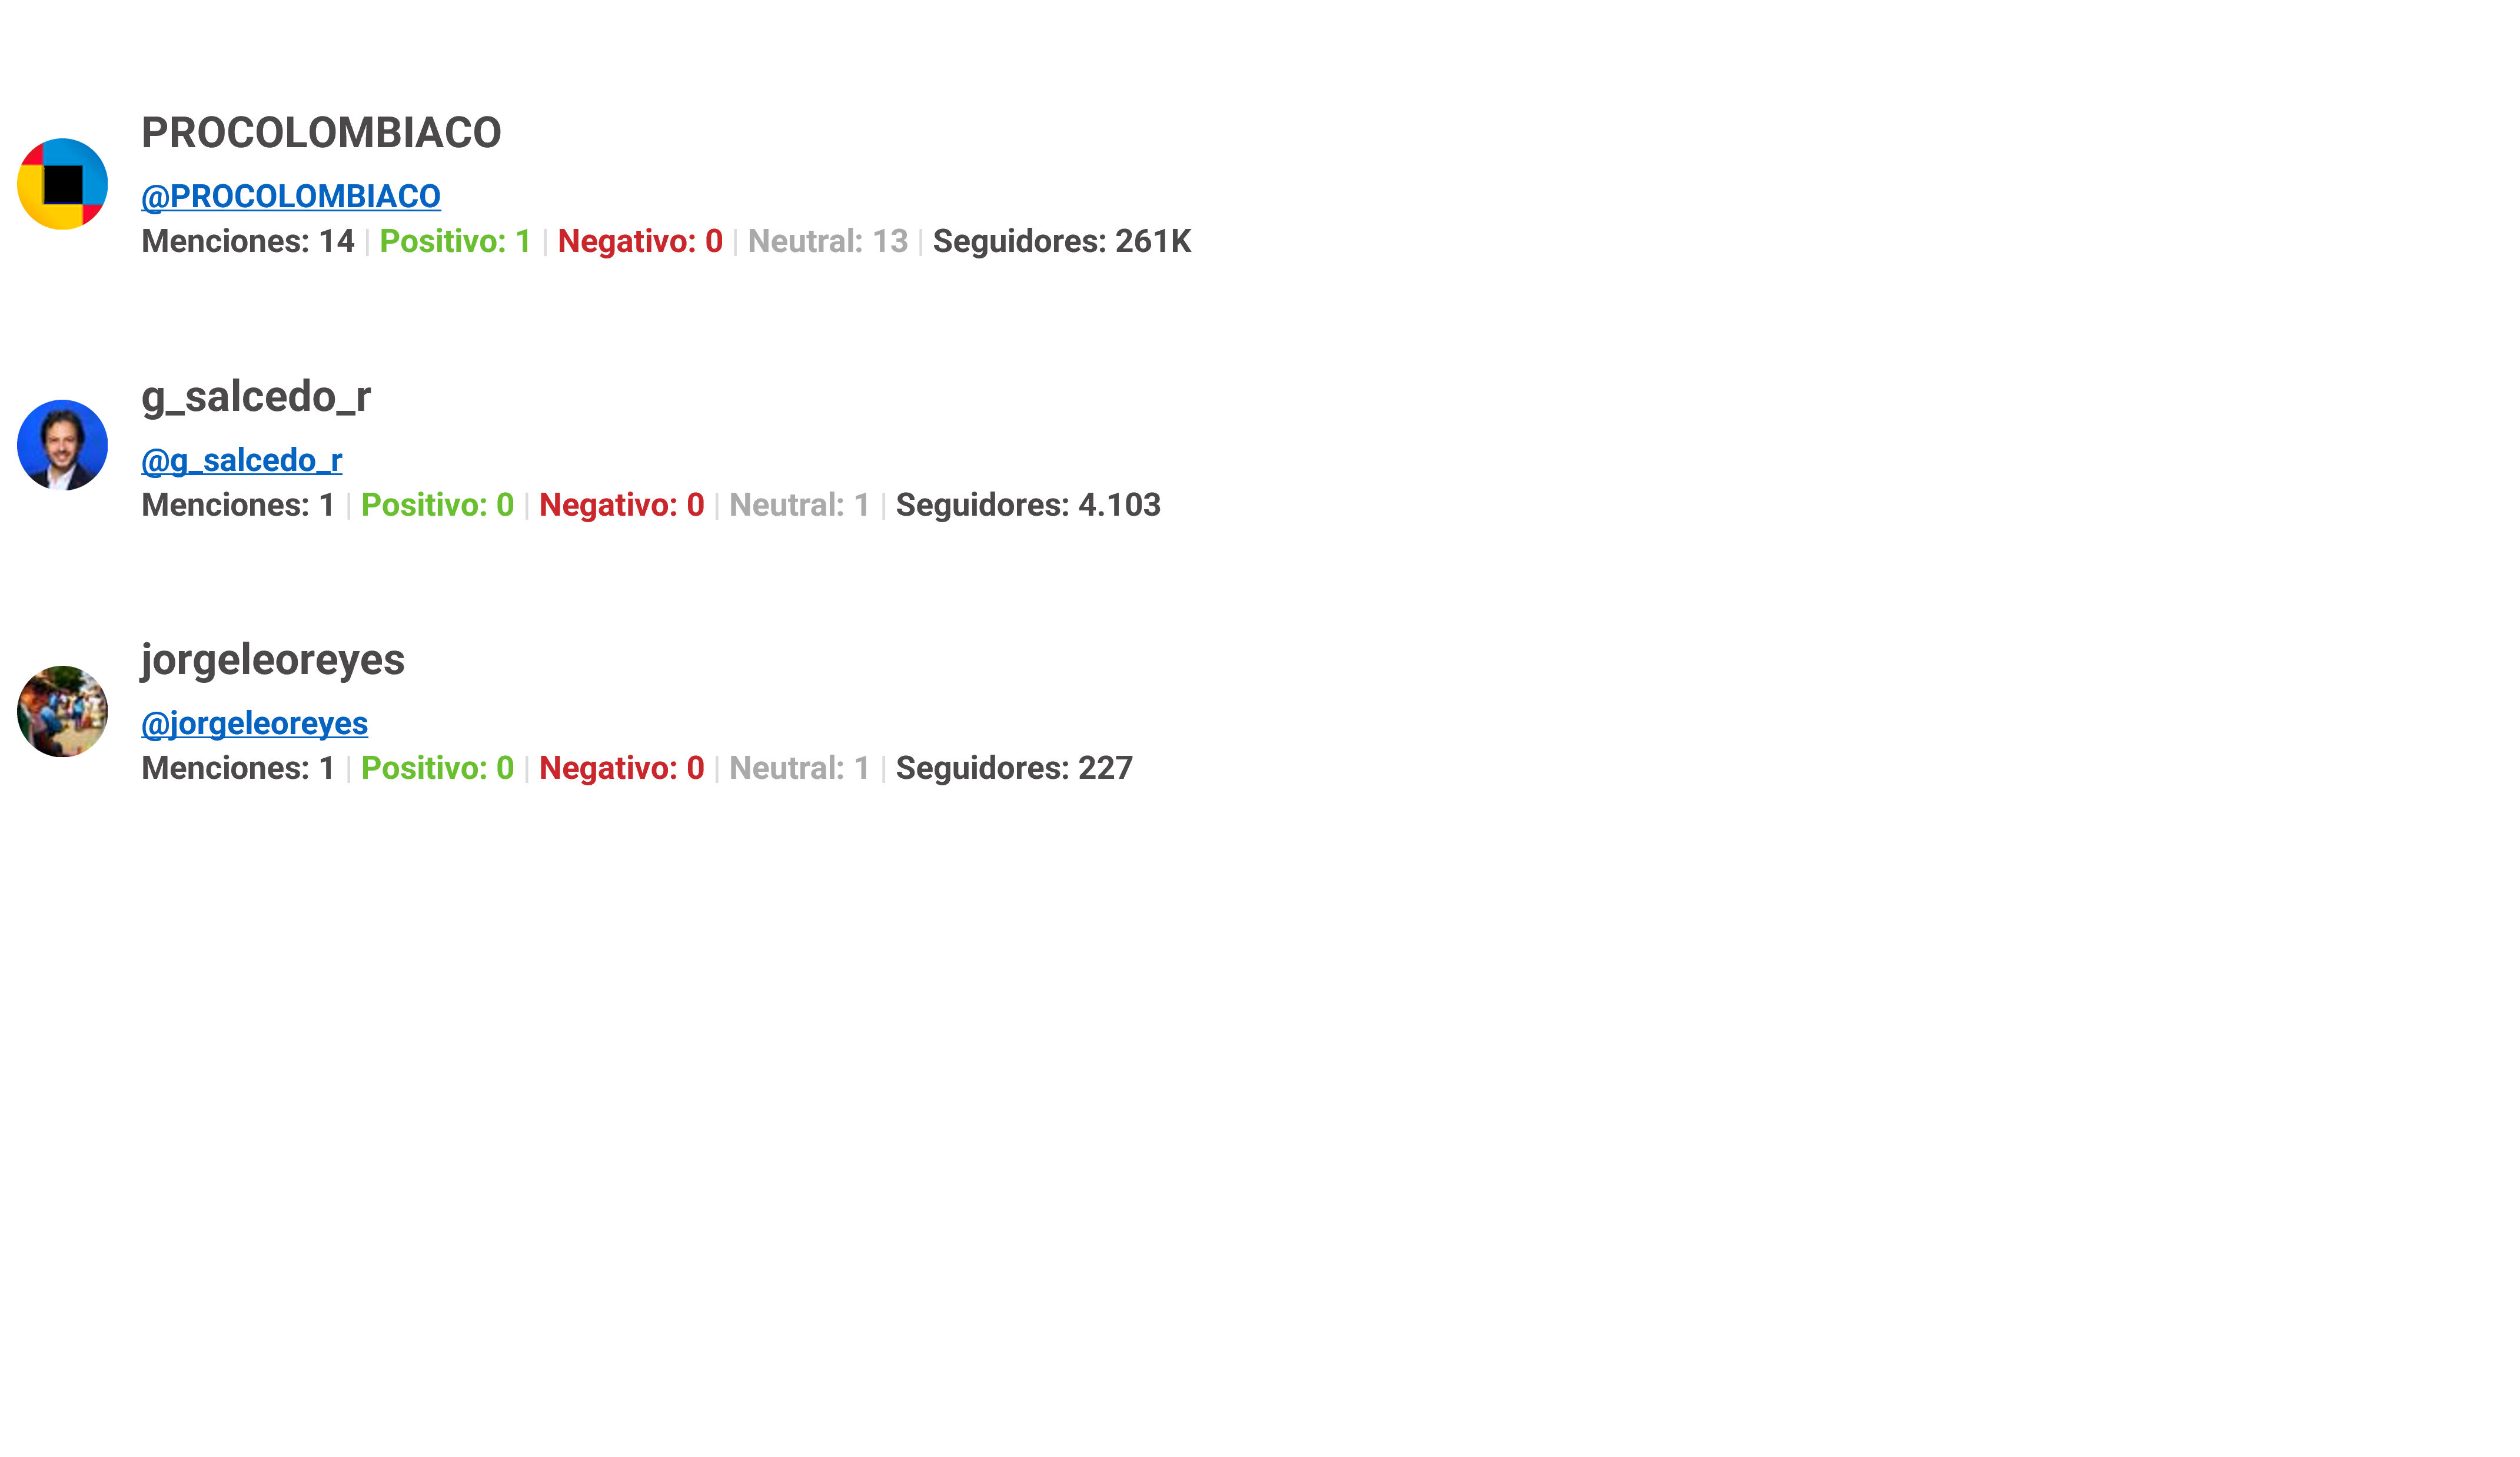 PROCOLOMBIACO
@PROCOLOMBIACO
Menciones: 14 | Positivo: 1 | Negativo: 0 | Neutral: 13 | Seguidores: 261K
g_salcedo_r
@g_salcedo_r
Menciones: 1 | Positivo: 0 | Negativo: 0 | Neutral: 1 | Seguidores: 4.103
jorgeleoreyes
@jorgeleoreyes
Menciones: 1 | Positivo: 0 | Negativo: 0 | Neutral: 1 | Seguidores: 227